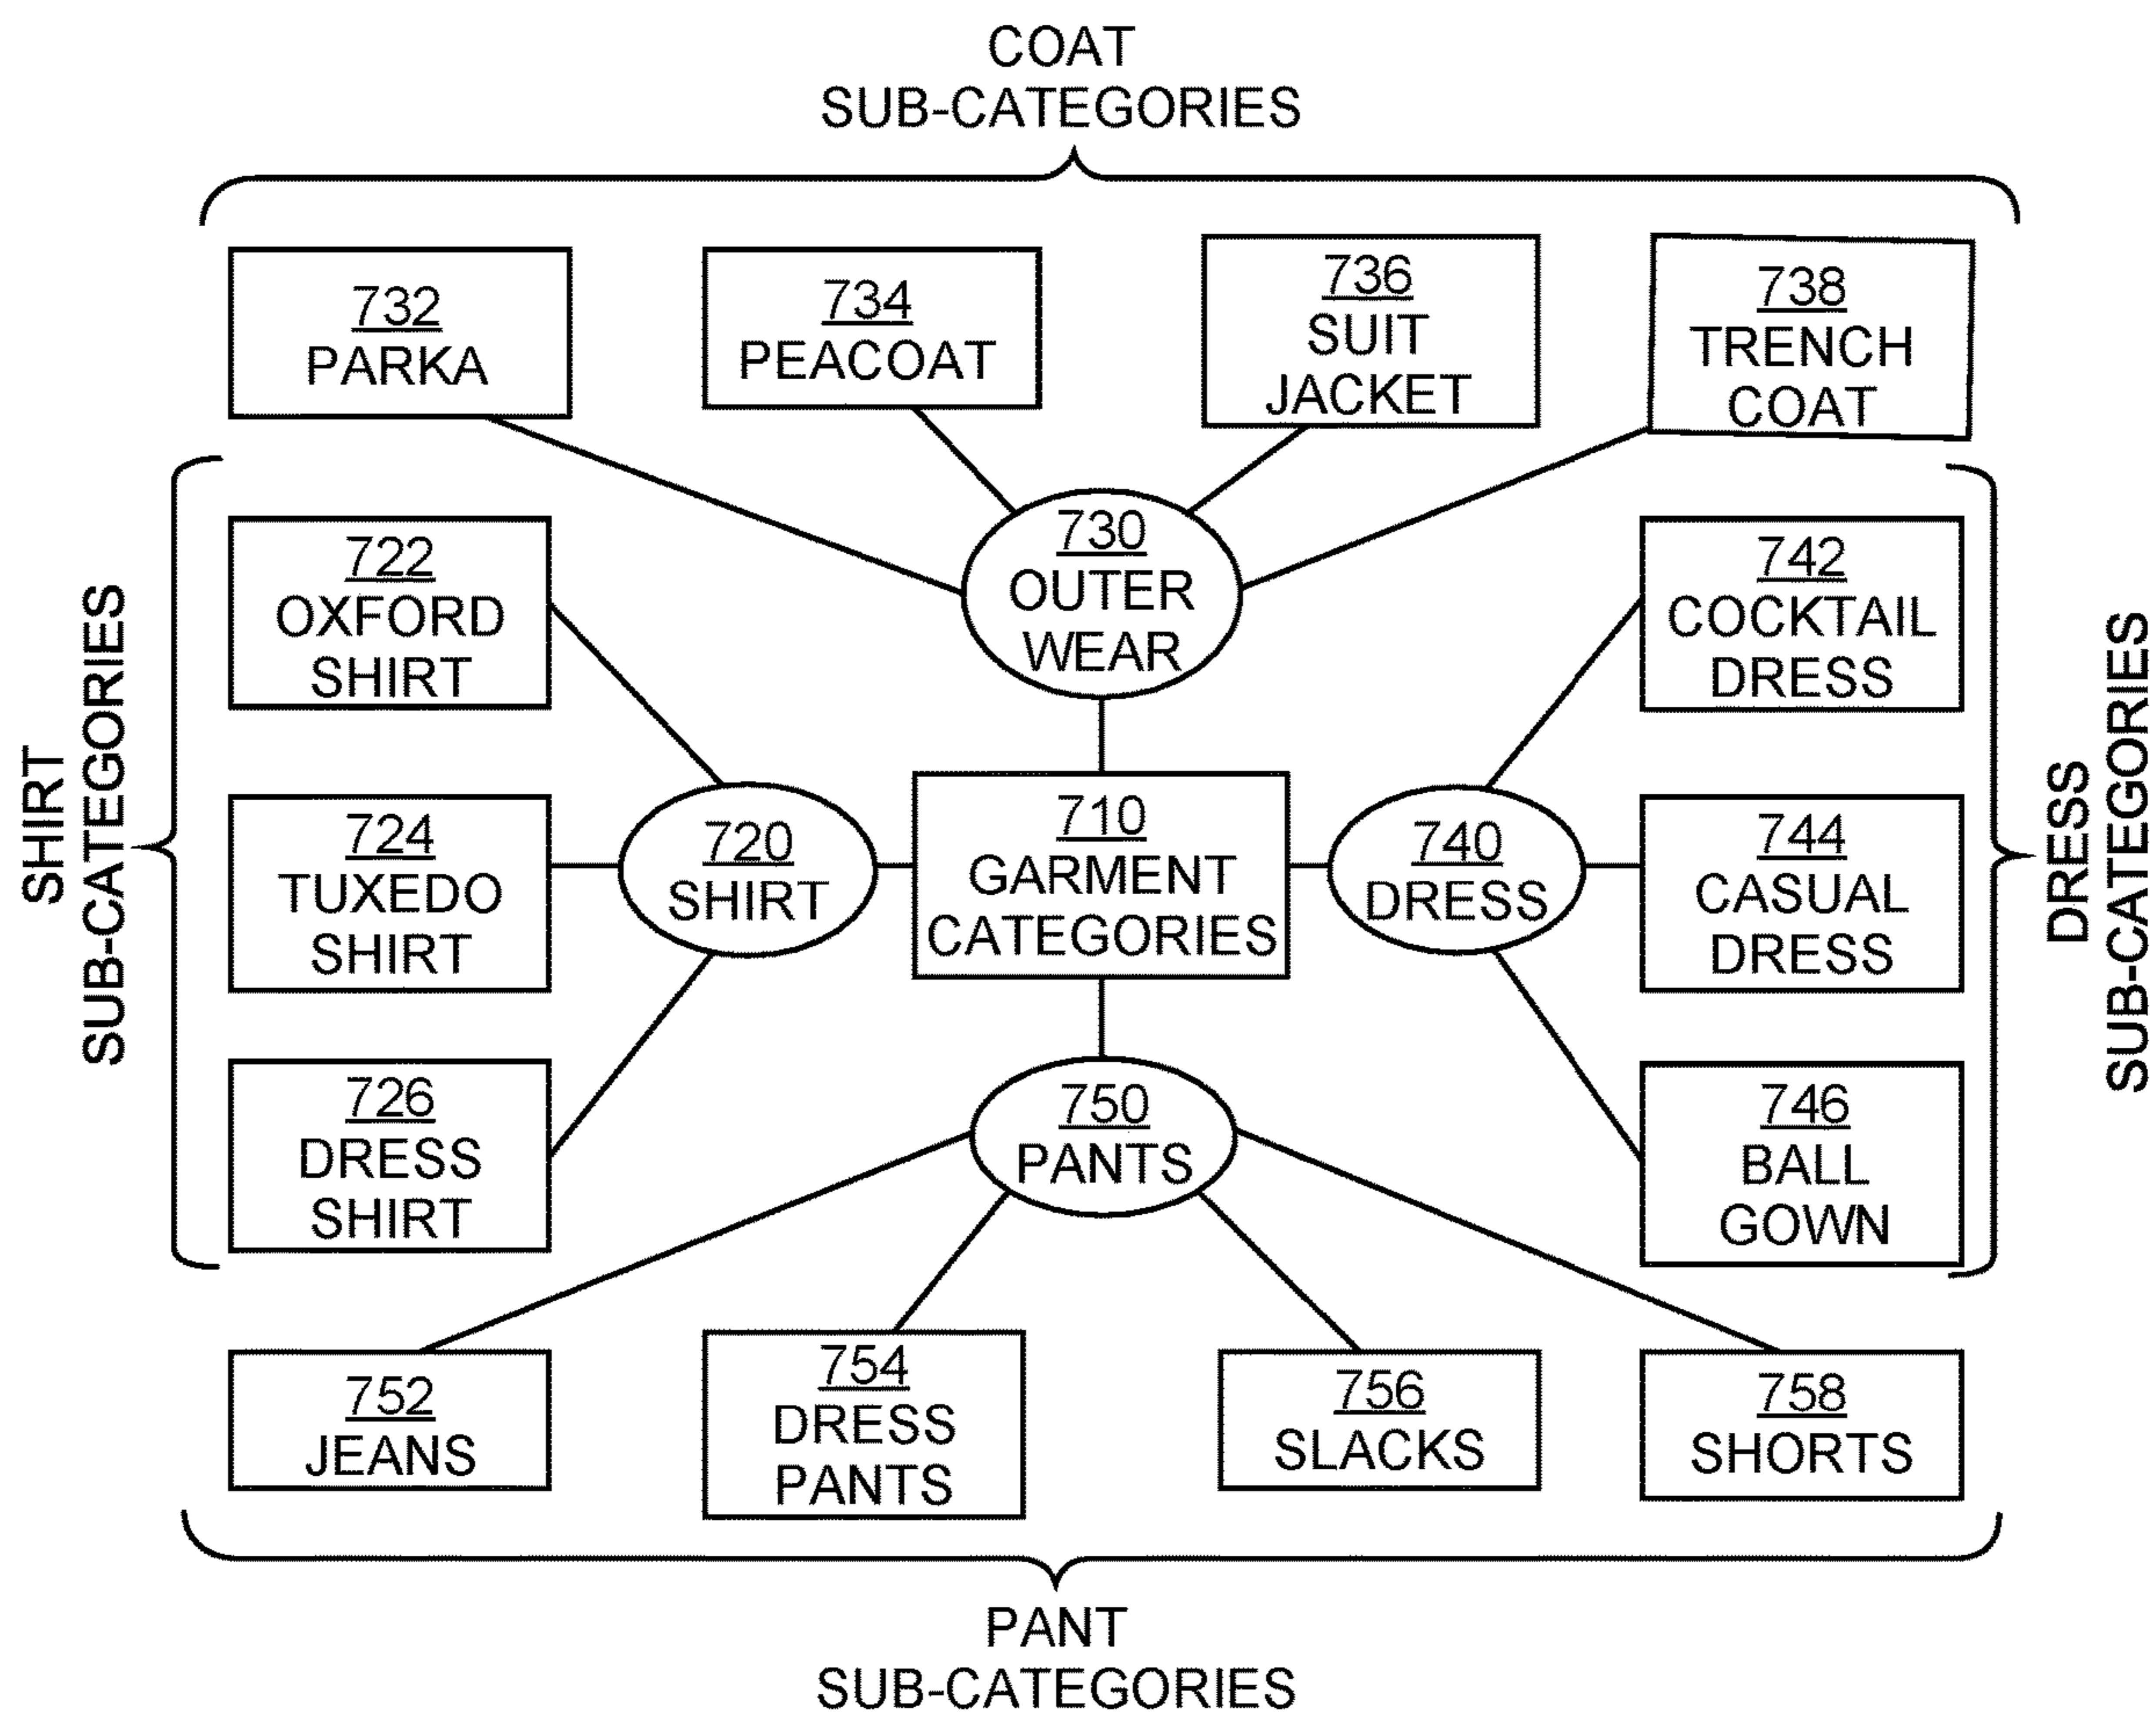 COAT
SUB-CATEGORIES
732
PARKA
734
PEACOAT
736
SUIT
JACKET
738
TRENCH
COAT
SHIRT
SUB-CATEGORIES
722
OXFORD
SHIRT
724
TUXEDO
SHIRT
726
DRESS
SHIRT
720
SHIRT
730
OUTER
WEAR
710
GARMENT
CATEGORIES
750
PANTS
740
DRESS
742
COCKTAIL
DRESS
744
CASUAL
DRESS
746
BALL
GOWN
DRESS
SUB-CATEGORIES
752
JEANS
754
DRESS
PANTS
756
SLACKS
758
SHORTS
PANT
SUB-CATEGORIES